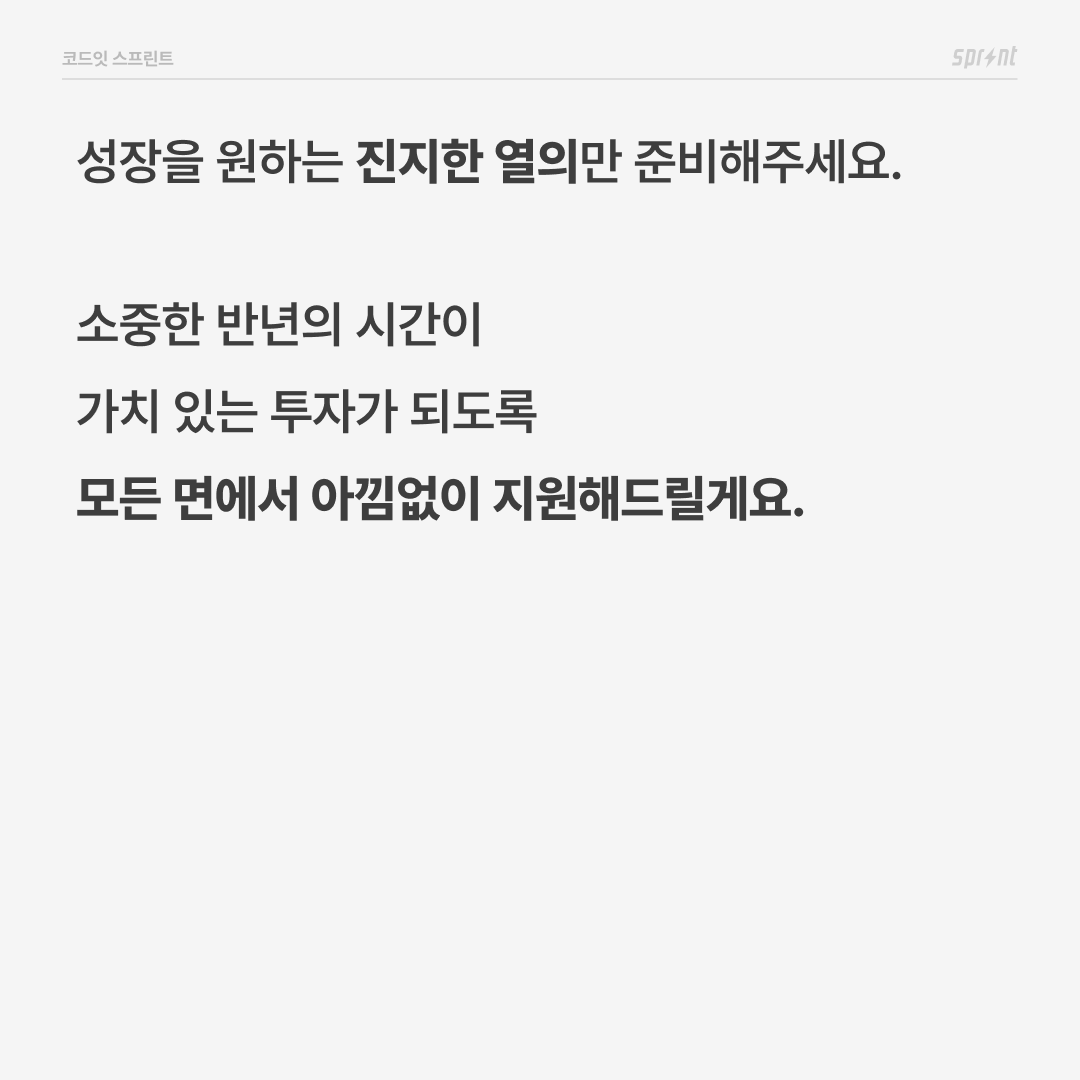 코드잇 스프린트
sprint
성장을 원하는 진지한 열의만 준비해주세요.
소중한 반년의 시간이
가치 있는 투자가 되도록
모든 면에서 아낌없이 지원해드릴게요.